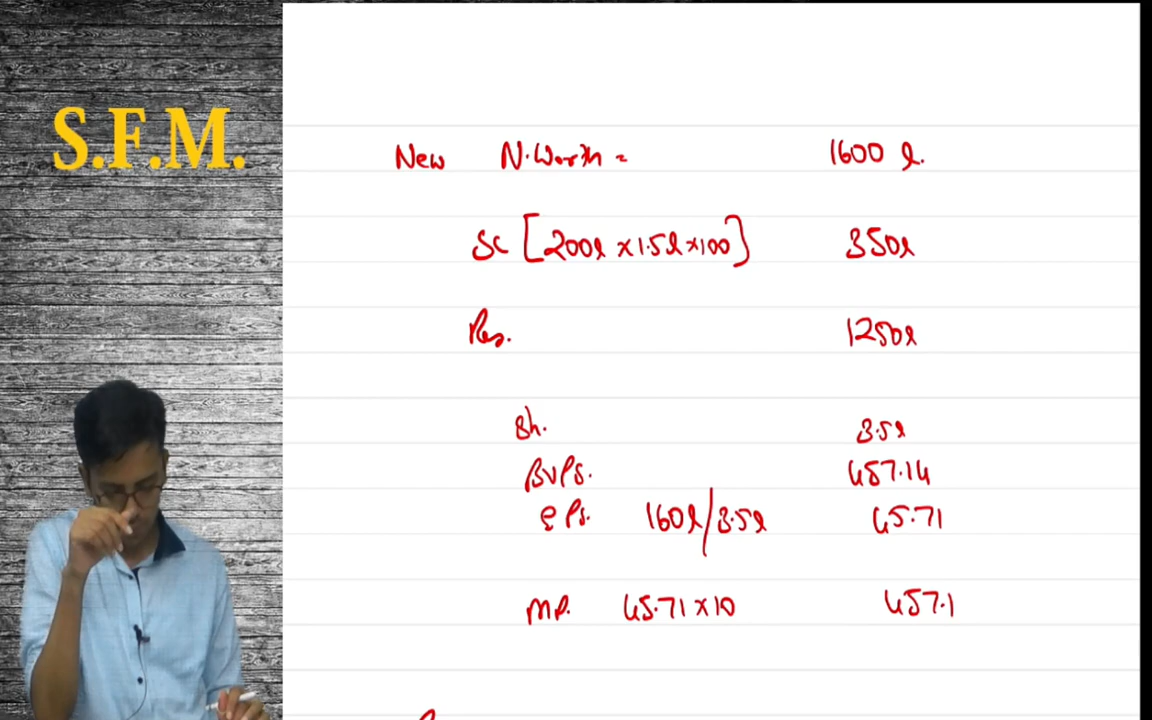 S.F.M.
New N.Worth = 1600 l.
SC [200l x 1.5l x 100] 350l
Res. 1250l
Sh. 3.5l
BVPS. 457.14
EPS. 160l/3.5l 45.71
MP. 45.71 x 10 457.1